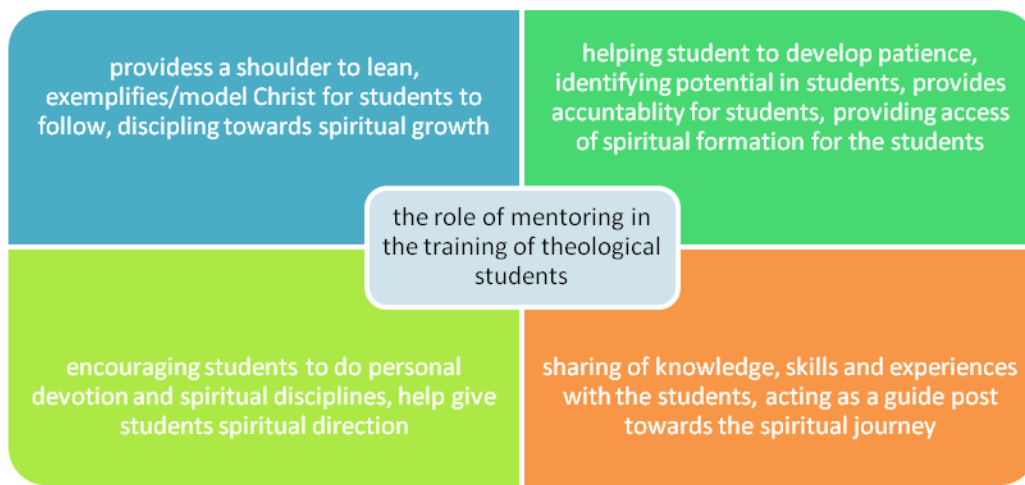 providess a shoulder to lean,
exemplifies/model Christ for students to
follow, discipling towards spiritual growth
helping student to develop patience,
identifying potential in students, provides
accountablity for students, providing access
of spiritual formation for the students
the role of mentoring in
the training of theological
students
encouraging students to do personal
devotion and spiritual disciplines, help give
students spiritual direction
sharing of knowledge, skills and experiences
with the students, acting as a guide post
towards the spiritual journey